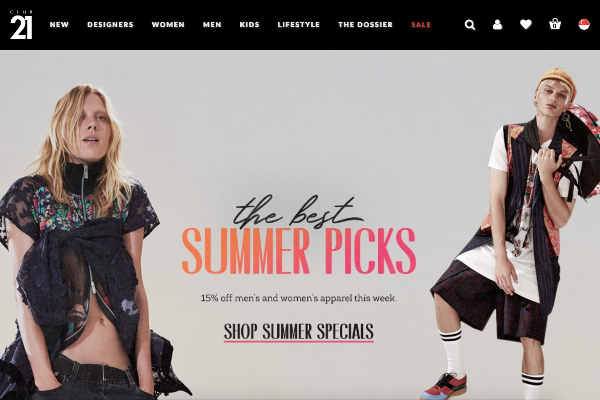 CLUB
21
NEW DESIGNERS WOMEN MEN KIDS LIFESTYLE THE DOSSIER SALE
0
the best
SUMMER PICKS
15% off men's and women's apparel this week.
SHOP SUMMER SPECIALS